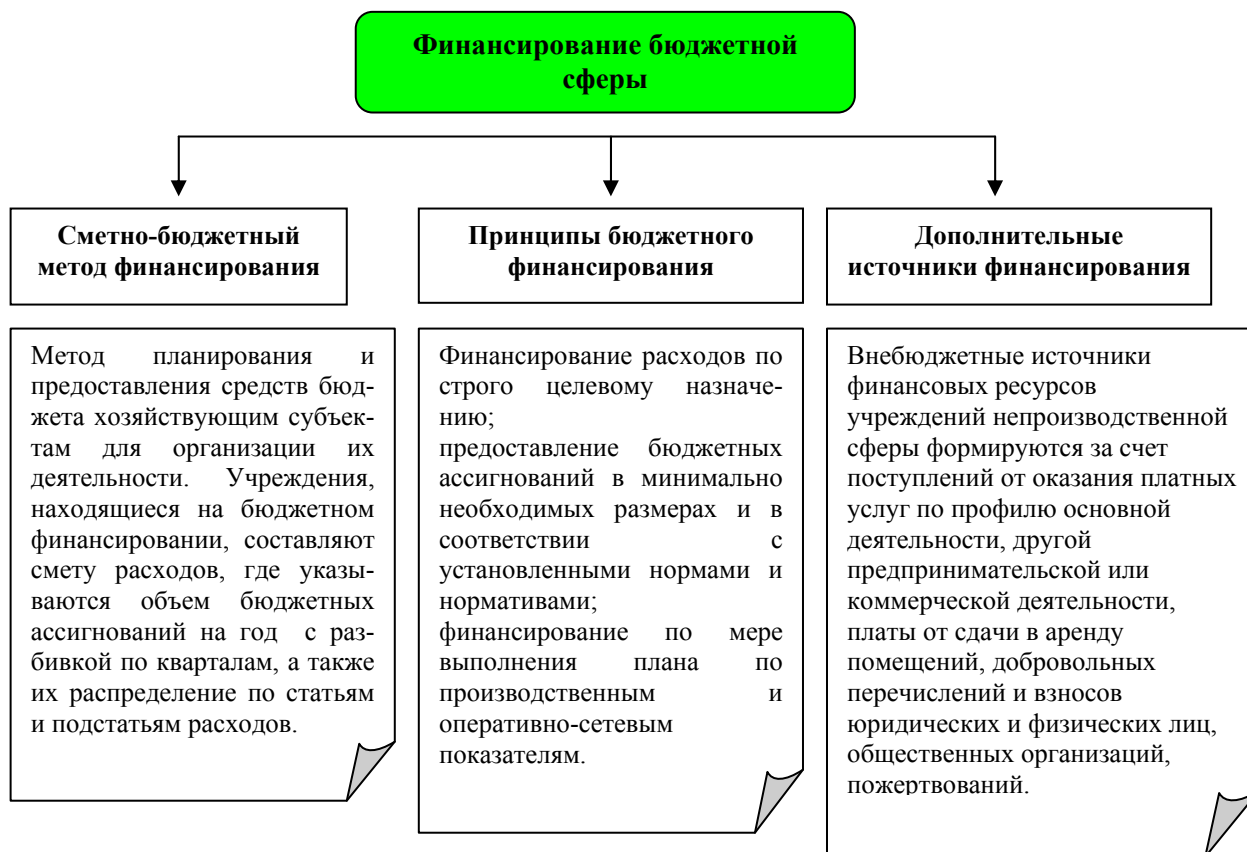 Финансирование бюджетной
сферы
Сметно-бюджетный
метод финансирования
Принципы бюджетного
финансирования
Дополнительные
источники финансирования
Метод планирования и
предоставления средств бюд-
жета хозяйствующим субъек-
там для организации их
деятельности. Учреждения,
находящиеся на бюджетном
финансировании, составляют
смету расходов, где указы-
ваются объем бюджетных
ассигнований на год с раз-
бивкой по кварталам, а также
их распределение по статьям
и подстатьям расходов.
Финансирование расходов по
строго целевому назначе-
нию;
предоставление бюджетных
ассигнований в минимально
необходимых размерах и в
соответствии с
установленными нормами и
нормативами;
финансирование по мере
выполнения плана по
производственным и
оперативно-сетевым
показателям.
Внебюджетные источники
финансовых ресурсов
учреждений непроизводственной
сферы формируются за счет
поступлений от оказания платных
услуг по профилю основной
деятельности, другой
предпринимательской или
коммерческой деятельности,
платы от сдачи в аренду
помещений, добровольных
перечислений и взносов
юридических и физических лиц,
общественных организаций,
пожертвований.